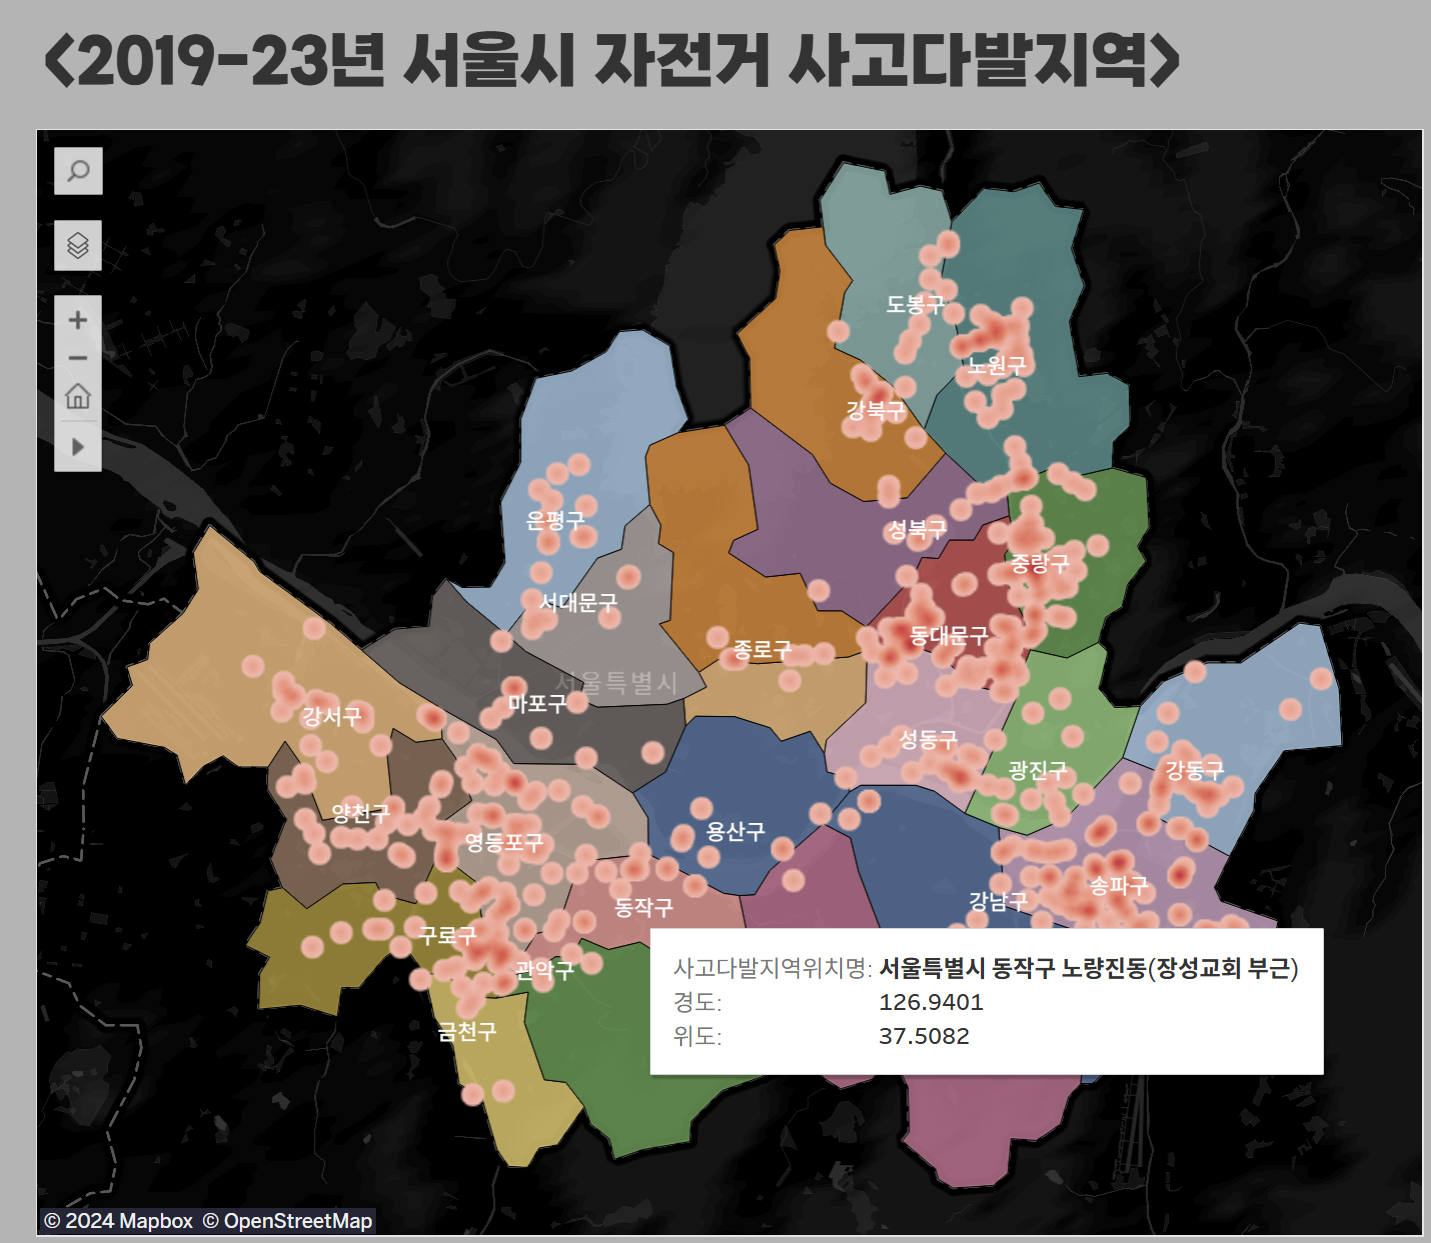 <2019-23년 서울시 자전거 사고다발지역>
도봉구
노원구
강북구
은평구
성북구
중랑구
서대문구
동대문구
종로구
서울특별시
마포구
강서구
성동구
광진구
강동구
양천구
영등포구
용산구
송파구
강남구
동작구
구로구
관악구
금천구
사고다발지역위치명: 서울특별시 동작구 노량진동(장성교회 부근)
경도: 126.9401
위도: 37.5082
© 2024 Mapbox © OpenStreetMap